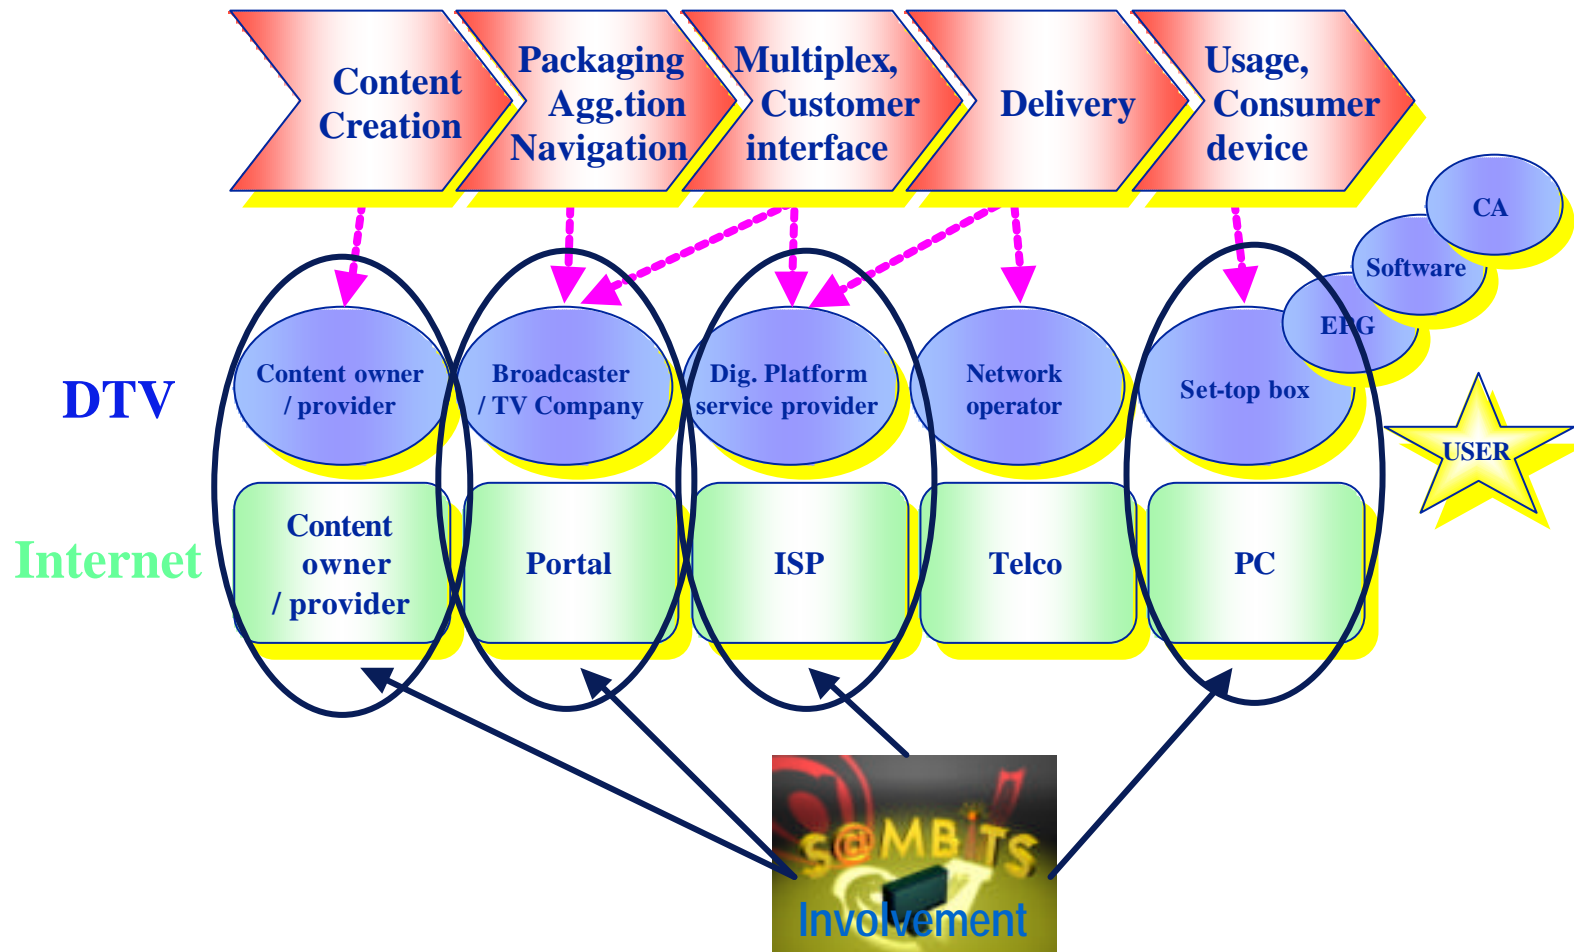 Content
Creation
Packaging
Agg.tion
Navigation
Multiplex,
Customer
interface
Delivery
Usage,
Consumer
device
CA
Software
EPG
DTV
Content owner
/ provider
Broadcaster
/ TV Company
Dig. Platform
service provider
Network
operator
Set-top box
USER
Internet
Content
owner
/ provider
Portal
ISP
Telco
PC
S@MBITS
Involvement